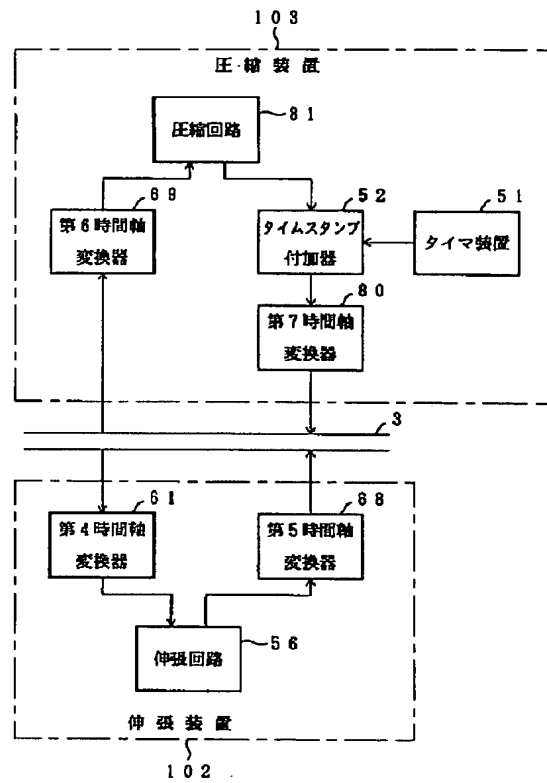 103
圧縮装置
81
圧縮回路
69
第6時間軸
変換器
52
タイムスタンプ
付加器
51
タイマ装置
80
第7時間軸
変換器
3
61
第4時間軸
変換器
68
第5時間軸
変換器
56
伸張回路
伸張装置
102